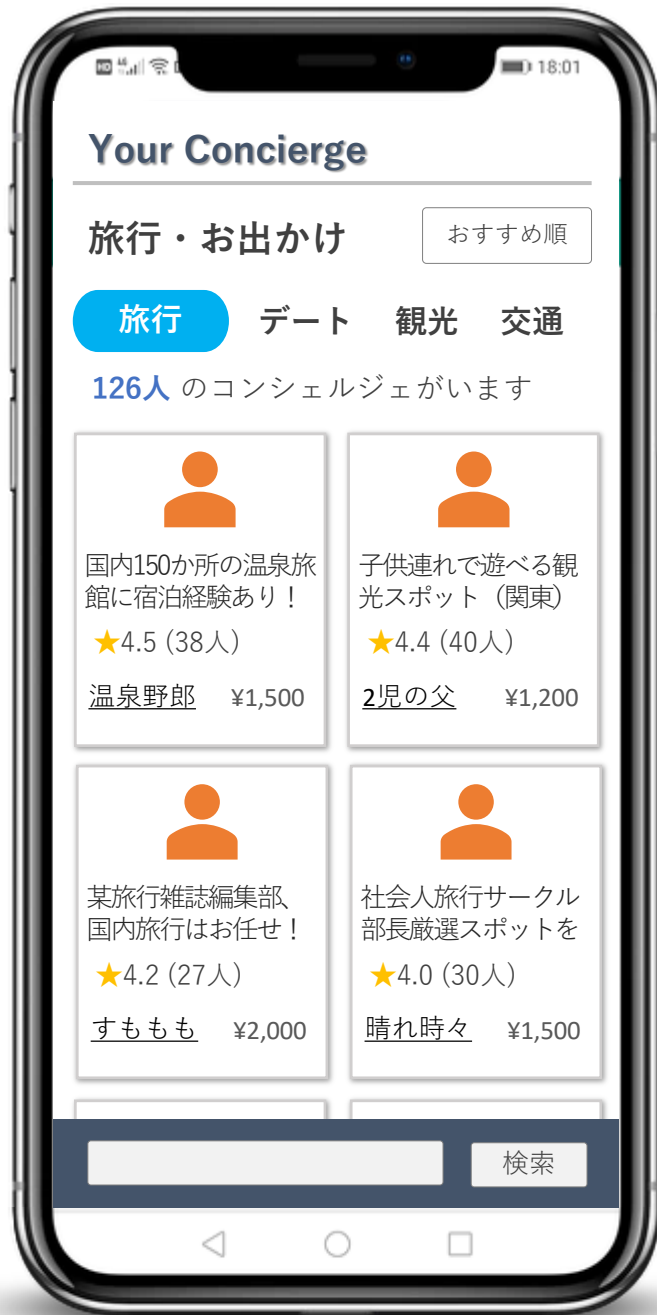 HD 46 18:01
Your Concierge
旅行・お出かけ おすすめ順
旅行 デート 観光 交通
126人 のコンシェルジェがいます
国内150か所の温泉旅
館に宿泊経験あり！
★4.5 (38人)
温泉野郎 ¥1,500
子供連れで遊べる観
光スポット（関東）
★4.4 (40人)
2児の父 ¥1,200
某旅行雑誌編集部、
国内旅行はお任せ！
★4.2 (27人)
すももも ¥2,000
社会人旅行サークル
部長厳選スポットを
★4.0 (30人)
晴れ時々 ¥1,500
検索